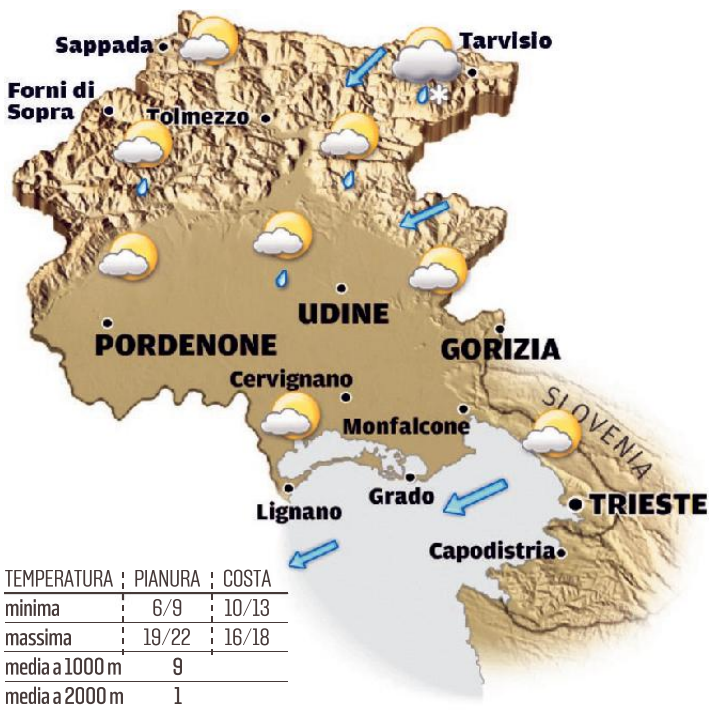 Sappada
Tarvisio
Forni di
Sopra
Tolmezzo
UDINE
PORDENONE
GORIZIA
Cervignano
SLOVENIA
Monfalcone
Grado
Lignano
TRIESTE
Capodistria
TEMPERATURA PIANURA COSTA
minima 6/9 10/13
massima 19/22 16/18
media a 1000 m 9
media a 2000 m 1